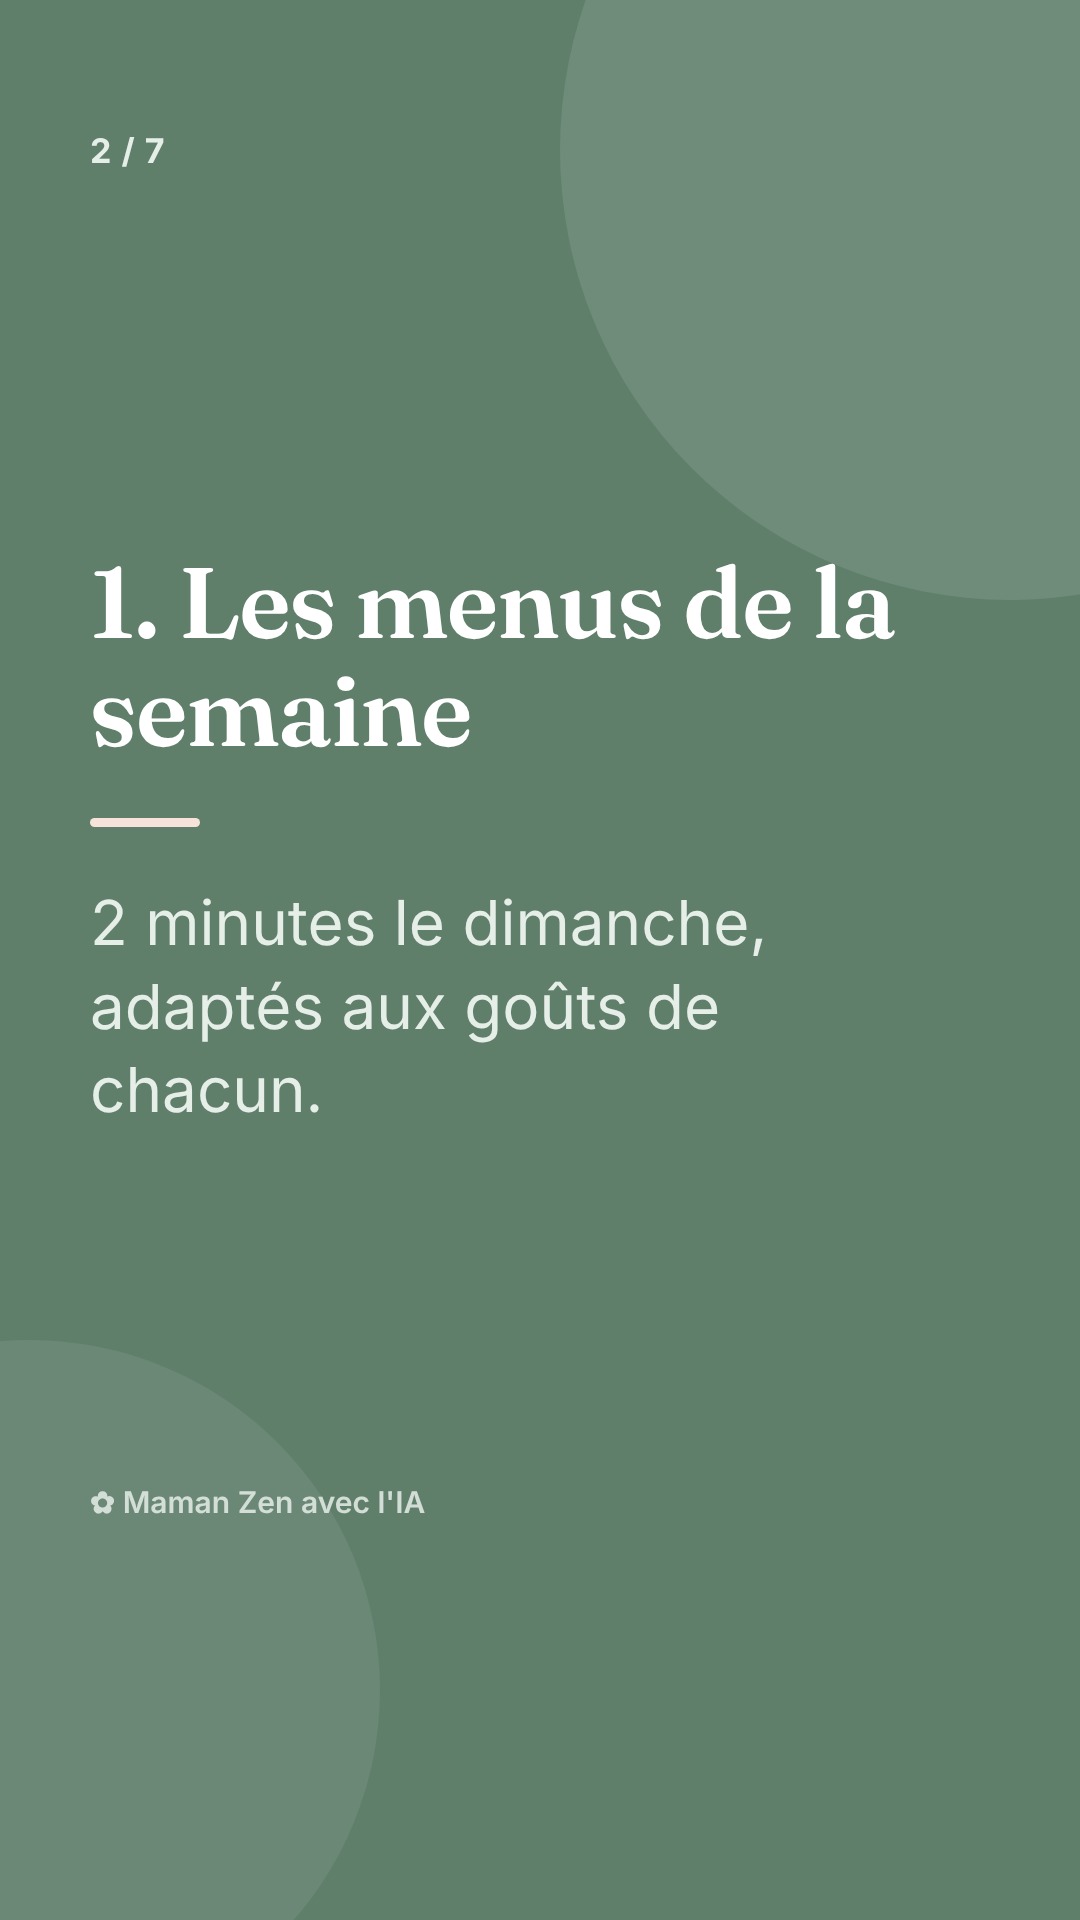 2 / 7
1. Les menus de la
semaine
2 minutes le dimanche,
adaptés aux goûts de
chacun.
✿ Maman Zen avec l'IA